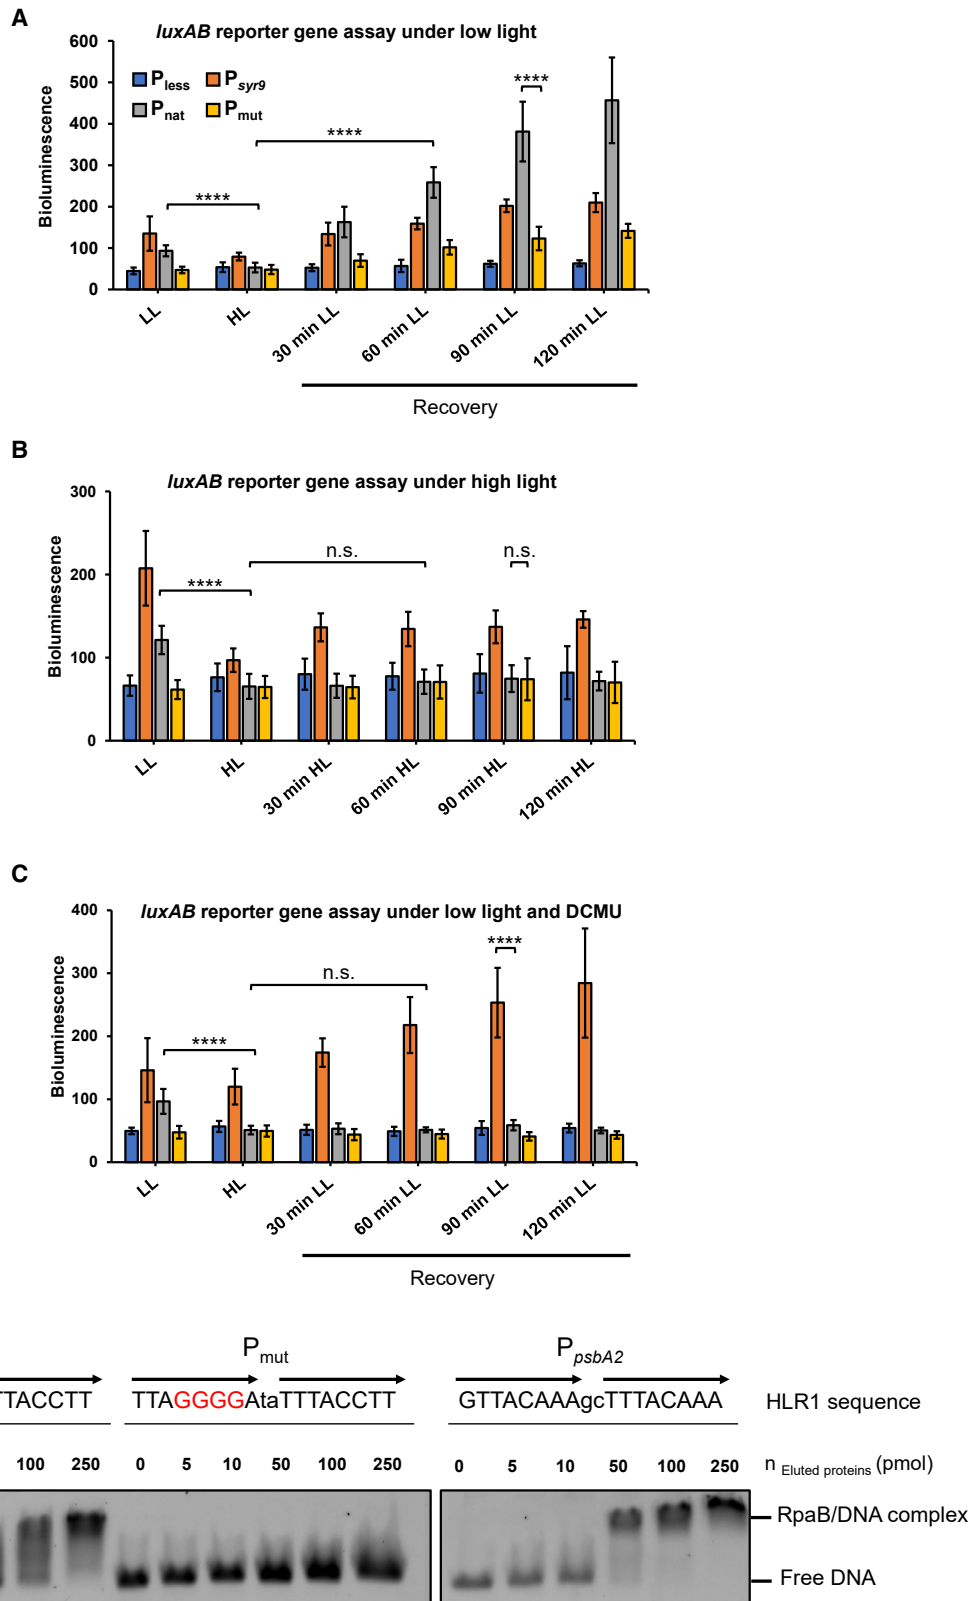 A
luxAB reporter gene assay under low light
Bioluminescence
600
500
400
300
200
100
0
Pless Psyr9
Pnat Pmut
****
****
****
LL HL 30 min LL 60 min LL 90 min LL 120 min LL
Recovery
B
luxAB reporter gene assay under high light
Bioluminescence
300
200
100
0
****
n.s.
n.s.
LL HL 30 min HL 60 min HL 90 min HL 120 min HL
C
luxAB reporter gene assay under low light and DCMU
Bioluminescence
400
300
200
100
0
****
n.s.
****
LL HL 30 min LL 60 min LL 90 min LL 120 min LL
Recovery
Pmut PpsbA2
TTACCTT TTAGGGGAtaTTTACCTT GTTACAAAgcTTTACAAA HLR1 sequence
100 250 0 5 10 50 100 250 0 5 10 50 100 250 n Eluted proteins (pmol)
RpaB/DNA complex
Free DNA